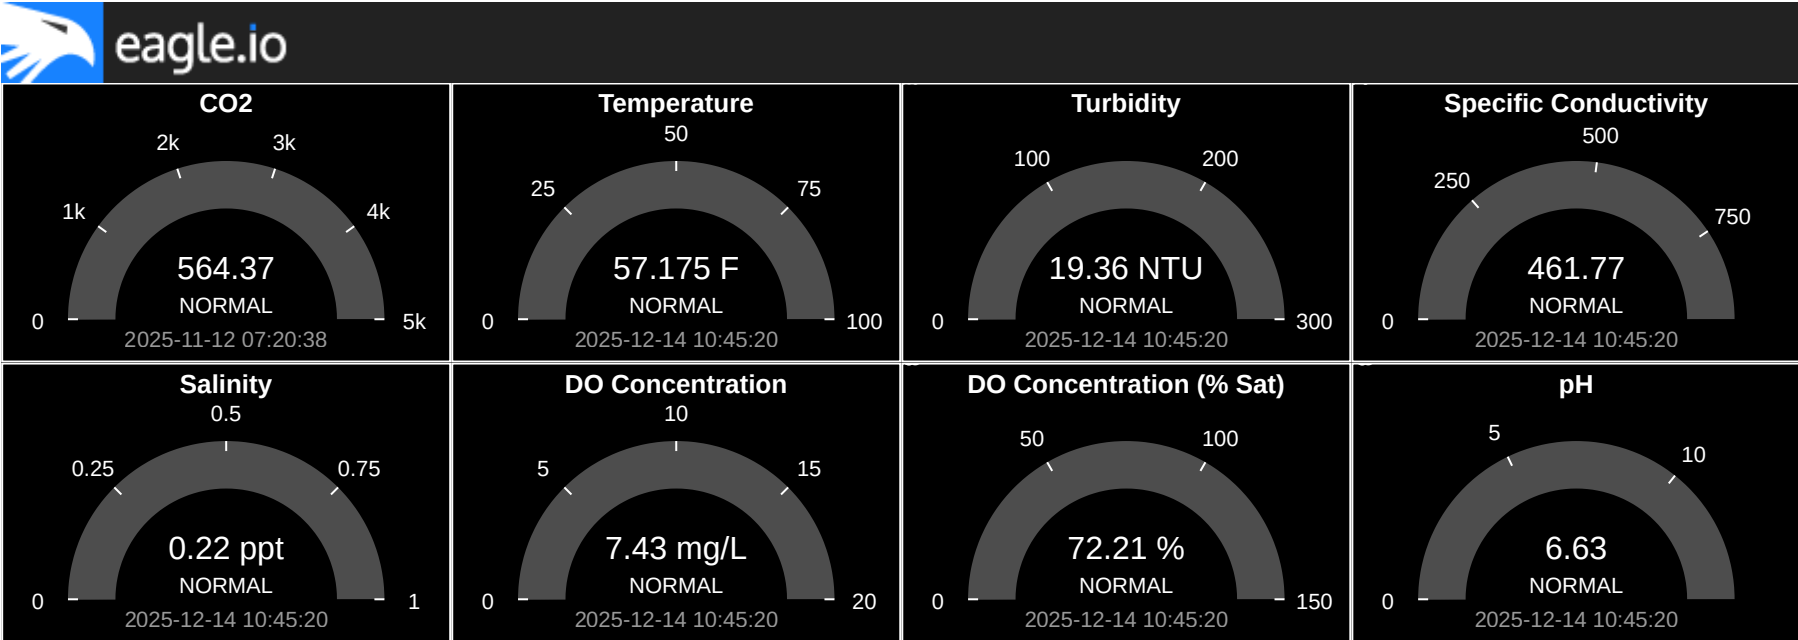 eagle.io
CO2
2k
3k
1k
4k
564.37
NORMAL
0
5k
2025-11-12 07:20:38
Temperature
50
25
75
57.175 F
NORMAL
0
100
2025-12-14 10:45:20
Turbidity
100
200
19.36 NTU
NORMAL
0
300
2025-12-14 10:45:20
Specific Conductivity
500
250
750
461.77
NORMAL
0
2025-12-14 10:45:20
Salinity
0.5
0.25
0.75
0.22 ppt
NORMAL
0
1
2025-12-14 10:45:20
DO Concentration
10
5
15
7.43 mg/L
NORMAL
0
20
2025-12-14 10:45:20
DO Concentration (% Sat)
50
100
72.21 %
NORMAL
0
150
2025-12-14 10:45:20
pH
5
10
6.63
NORMAL
0
2025-12-14 10:45:20